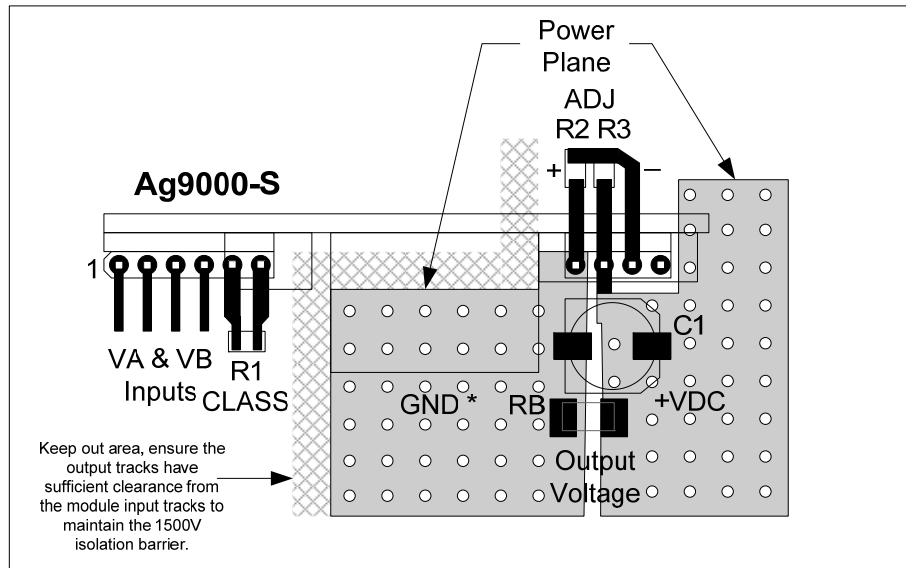 Power
Plane
ADJ
R2 R3
+ –
Ag9000-S
1
VA & VB
Inputs
R1
CLASS
C1
GND *
RB
+VDC
Output
Voltage
Keep out area, ensure the
output tracks have
sufficient clearance from
the module input tracks to
maintain the 1500V
isolation barrier.